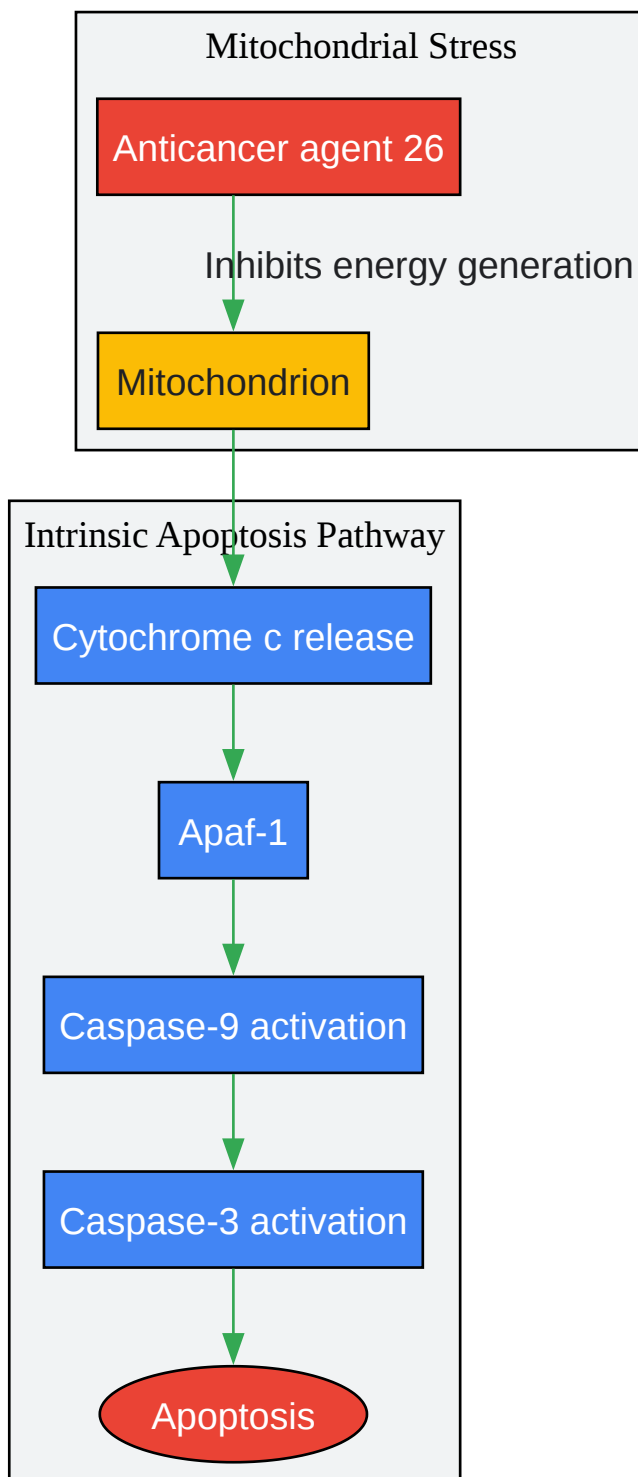 Mitochondrial Stress
Anticancer agent 26
Inhibits energy generation
Mitochondrion
Intrinsic Apoptosis Pathway
Cytochrome c release
Apaf-1
Caspase-9 activation
Caspase-3 activation
Apoptosis